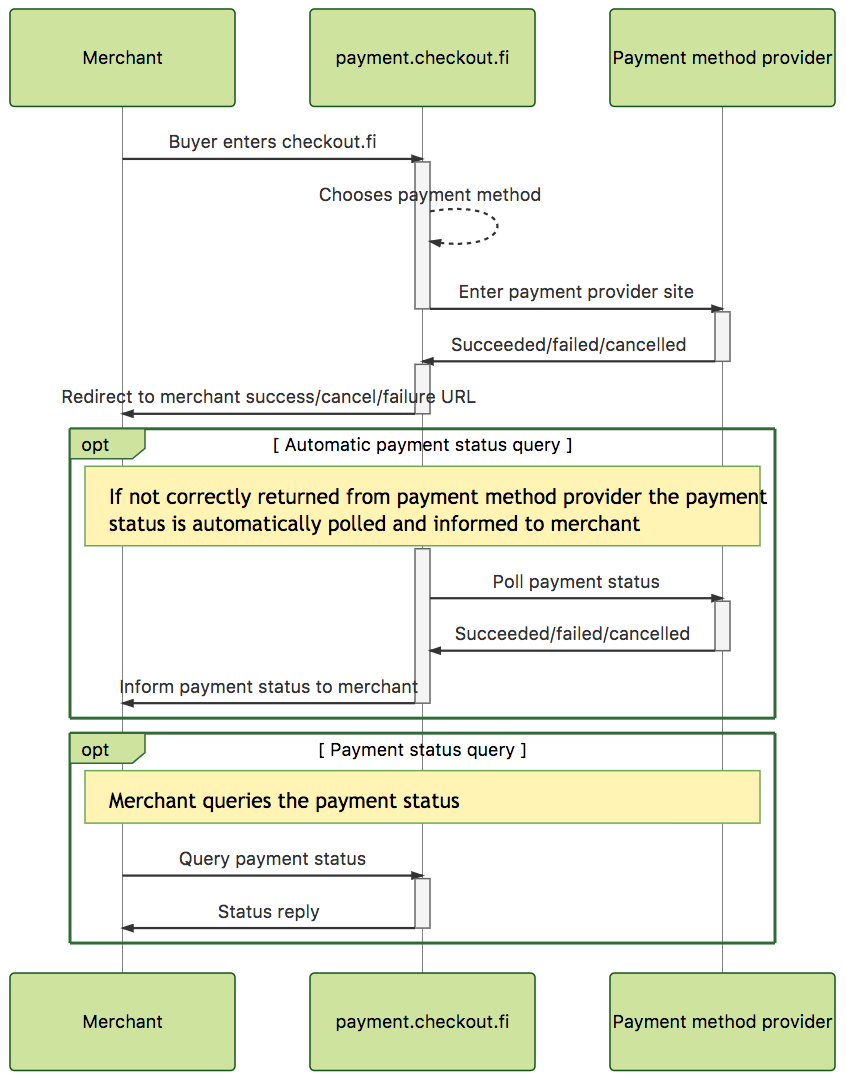 Merchant
payment.checkout.fi
Payment method provider
Buyer enters checkout.fi
Chooses payment method
Enter payment provider site
Succeeded/failed/cancelled
Redirect to merchant success/cancel/failure URL
opt
[ Automatic payment status query ]
If not correctly returned from payment method provider the payment
status is automatically polled and informed to merchant
Poll payment status
Succeeded/failed/cancelled
Inform payment status to merchant
opt
[ Payment status query ]
Merchant queries the payment status
Query payment status
Status reply
Merchant
payment.checkout.fi
Payment method provider